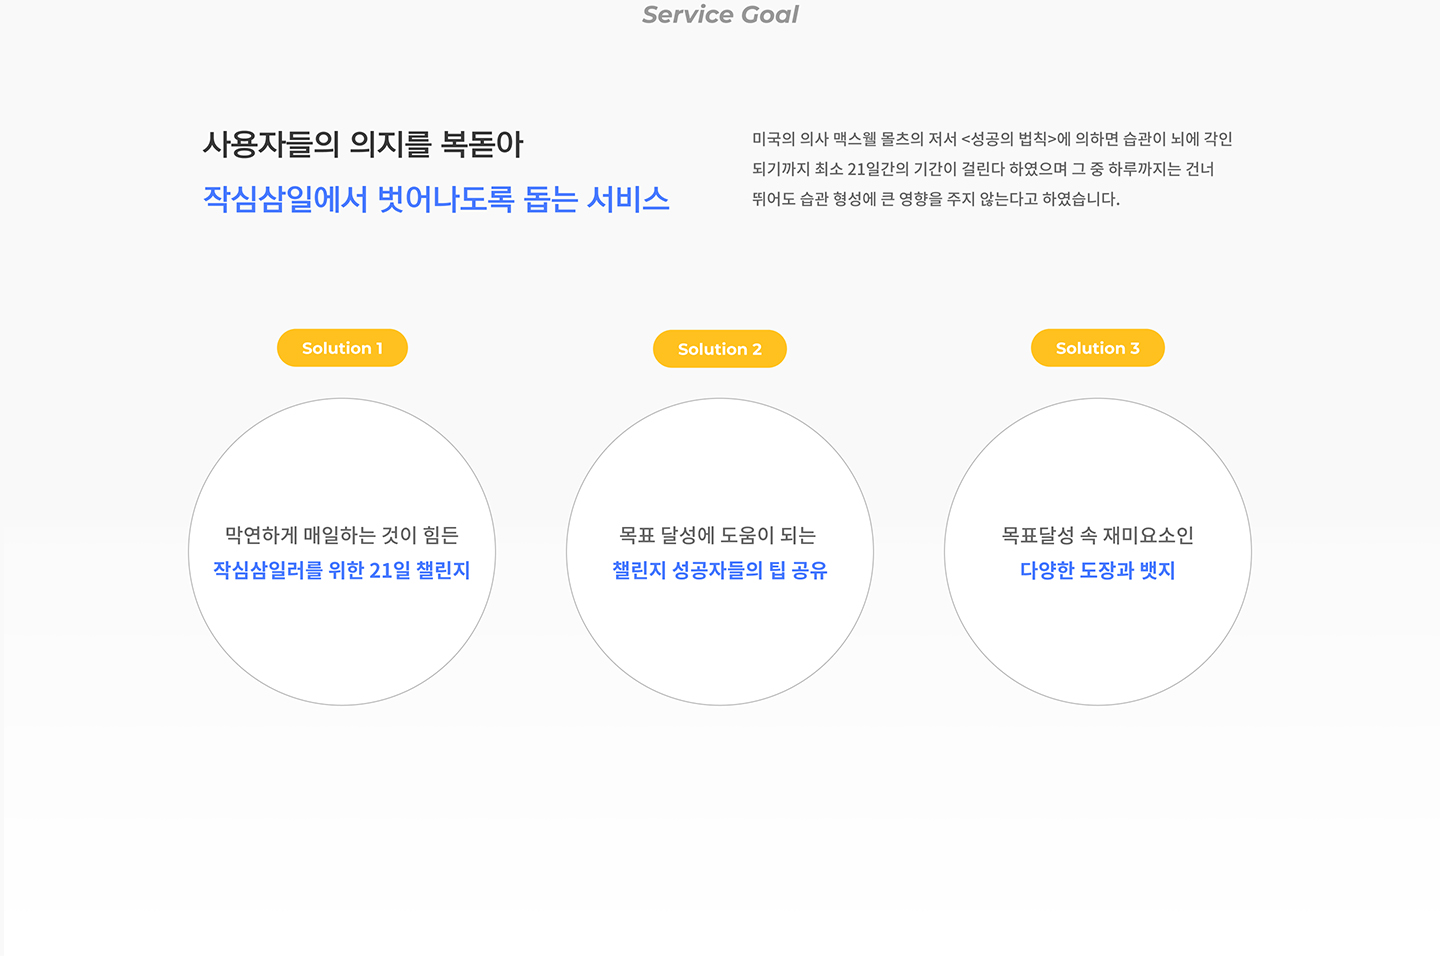 Service Goal
사용자들의 의지를 복돋아
작심삼일에서 벗어나도록 돕는 서비스
미국의 의사 맥스웰 몰츠의 저서 <성공의 법칙>에 의하면 습관이 뇌에 각인
되기까지 최소 21일간의 기간이 걸린다 하였으며 그 중 하루까지는 건너
뛰어도 습관 형성에 큰 영향을 주지 않는다고 하였습니다.
Solution 1
막연하게 매일하는 것이 힘든
작심삼일러를 위한 21일 챌린지
Solution 2
목표 달성에 도움이 되는
챌린지 성공자들의 팁 공유
Solution 3
목표달성 속 재미요소인
다양한 도장과 뱃지